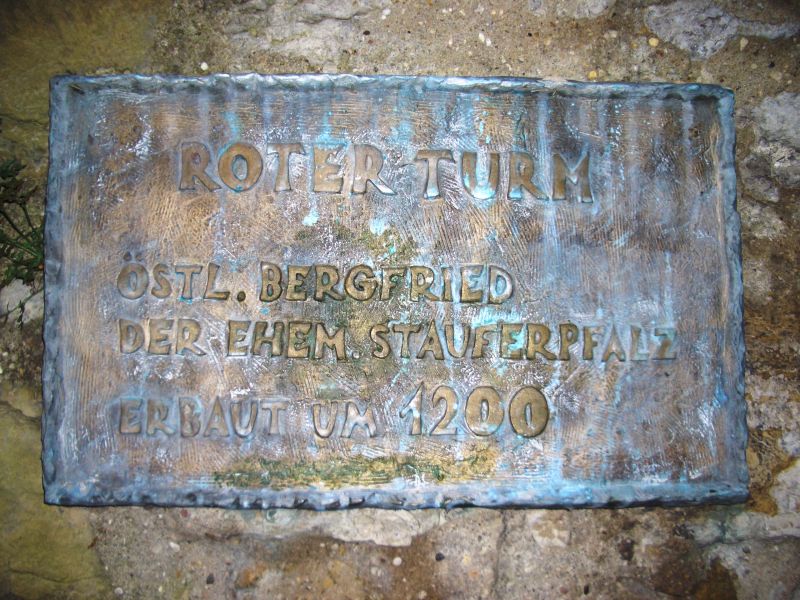 ROTER TURM
ÖSTL. BERGFRIED
DER EHEM. STAUFERPFALZ
ERBAUT UM 1200